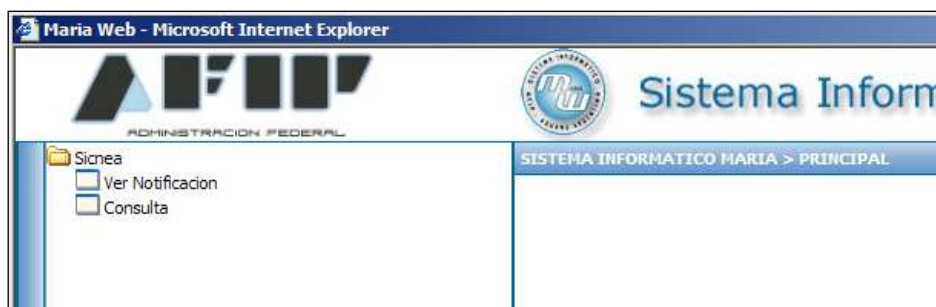 Maria Web - Microsoft Internet Explorer
AFIP
ADMINISTRACION FEDERAL
Sistema Inform
Sicnea
Ver Notificacion
Consulta
SISTEMA INFORMATICO MARIA > PRINCIPAL